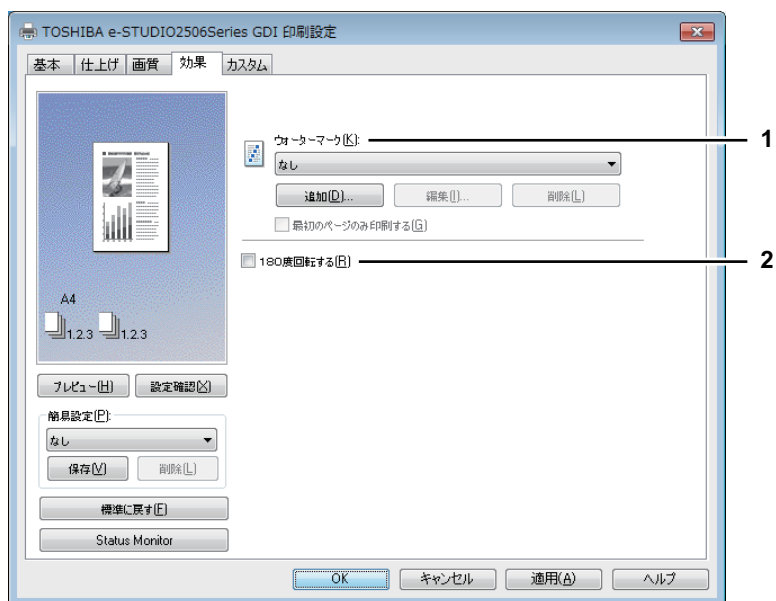 TOSHIBA e-STUDIO2506Series GDI 印刷設定
基本 仕上げ 画質 効果 カスタム
ウォーターマーク(K): 1
なし
追加(D)... 編集(I)... 削除(L)
最初のページのみ印刷する(G)
180度回転する(R) 2
A4
1.2.3 1.2.3
プレビュー(H) 設定確認(X)
簡易設定(P):
なし
保存(V) 削除(L)
標準に戻す(F)
Status Monitor
OK キャンセル 適用(A) ヘルプ